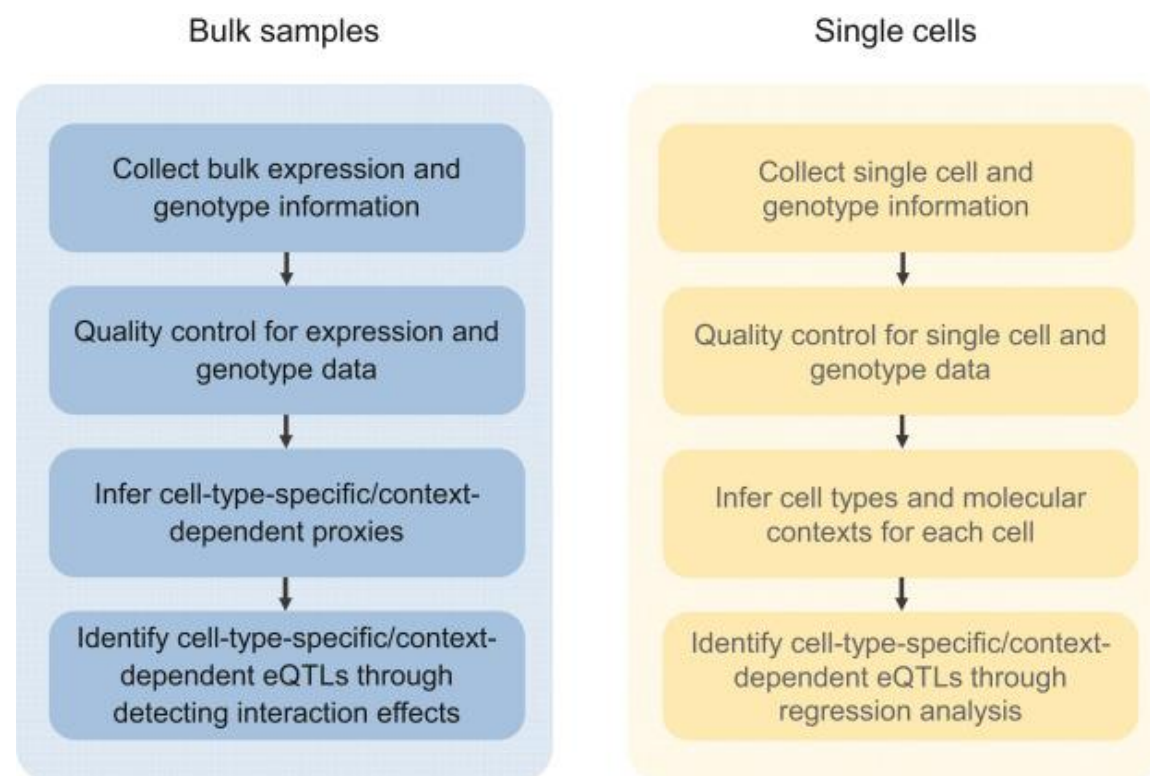 Bulk samples
Collect bulk expression and
genotype information
Quality control for expression and
genotype data
Infer cell-type-specific/context-
dependent proxies
Identify cell-type-specific/context-
dependent eQTLs through
detecting interaction effects
Single cells
Collect single cell and
genotype information
Quality control for single cell and
genotype data
Infer cell types and molecular
contexts for each cell
Identify cell-type-specific/context-
dependent eQTLs through
regression analysis